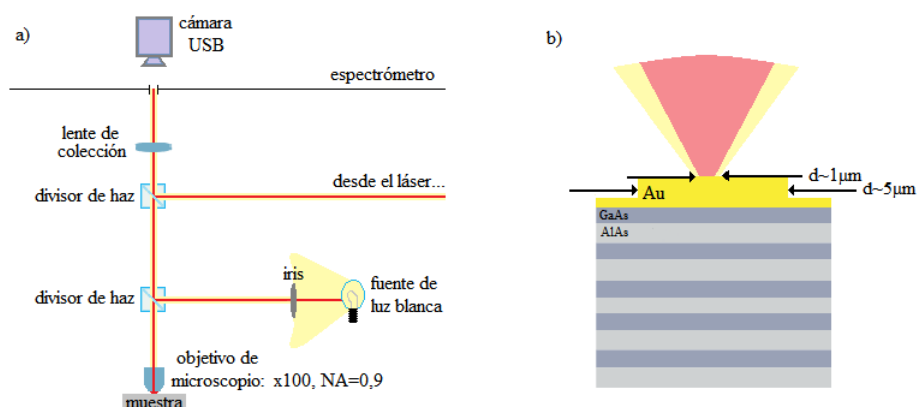 a)
cámara
USB
espectrómetro
lente de
colección
desde el láser...
divisor de haz
iris
divisor de haz
fuente de
luz blanca
objetivo de
microscopio: x100, NA=0,9
muestra
b)
d~1μm
Au
d~5μm
GaAs
AlAs